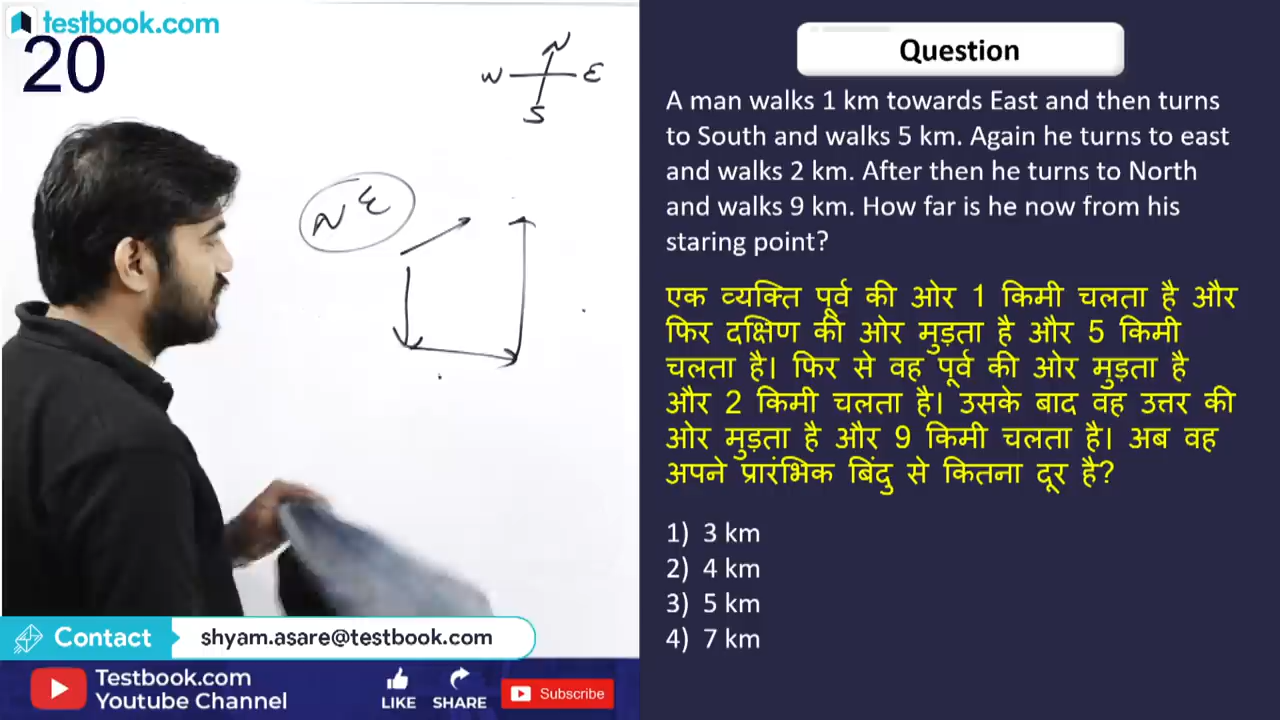 testbook.com
20
N
W E
S
N E
Question
A man walks 1 km towards East and then turns
to South and walks 5 km. Again he turns to east
and walks 2 km. After then he turns to North
and walks 9 km. How far is he now from his
staring point?
एक व्यक्ति पूर्व की ओर 1 किमी चलता है और
फिर दक्षिण की ओर मुड़ता है और 5 किमी
चलता है। फिर से वह पूर्व की ओर मुड़ता है
और 2 किमी चलता है। उसके बाद वह उत्तर की
ओर मुड़ता है और 9 किमी चलता है। अब वह
अपने प्रारंभिक बिंदु से कितना दूर है?
1) 3 km
2) 4 km
3) 5 km
4) 7 km
Contact shyam.asare@testbook.com
Testbook.com
Youtube Channel
LIKE SHARE Subscribe